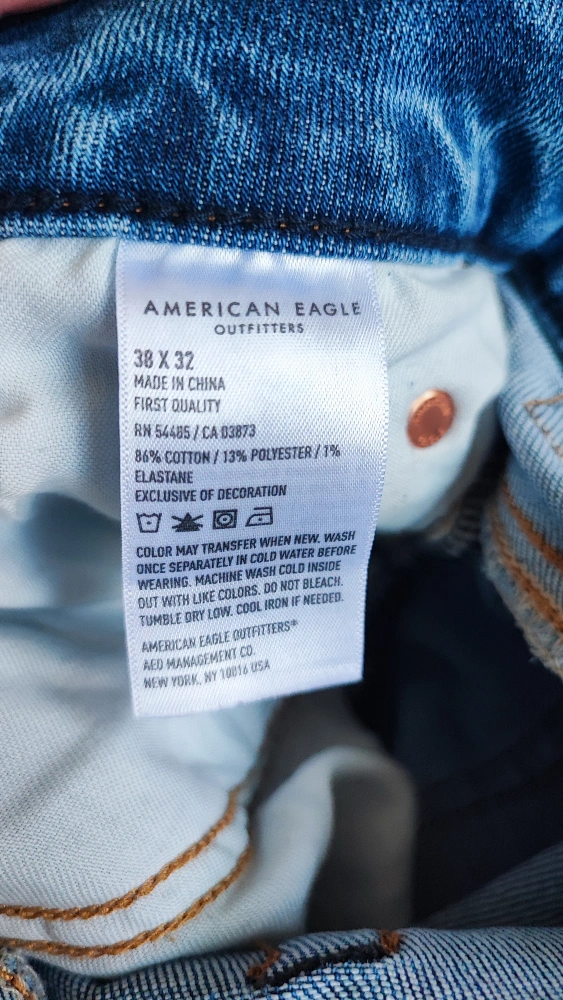 AMERICAN EAGLE
OUTFITTERS
38 X 32
MADE IN CHINA
FIRST QUALITY
RN 54485 / CA 03873
86% COTTON / 13% POLYESTER / 1%
ELASTANE
EXCLUSIVE OF DECORATION
COLOR MAY TRANSFER WHEN NEW. WASH
ONCE SEPARATELY IN COLD WATER BEFORE
WEARING. MACHINE WASH COLD INSIDE
OUT WITH LIKE COLORS. DO NOT BLEACH.
TUMBLE DRY LOW. COOL IRON IF NEEDED.
AMERICAN EAGLE OUTFITTERS®
AEO MANAGEMENT CO.
NEW YORK, NY 10016 USA